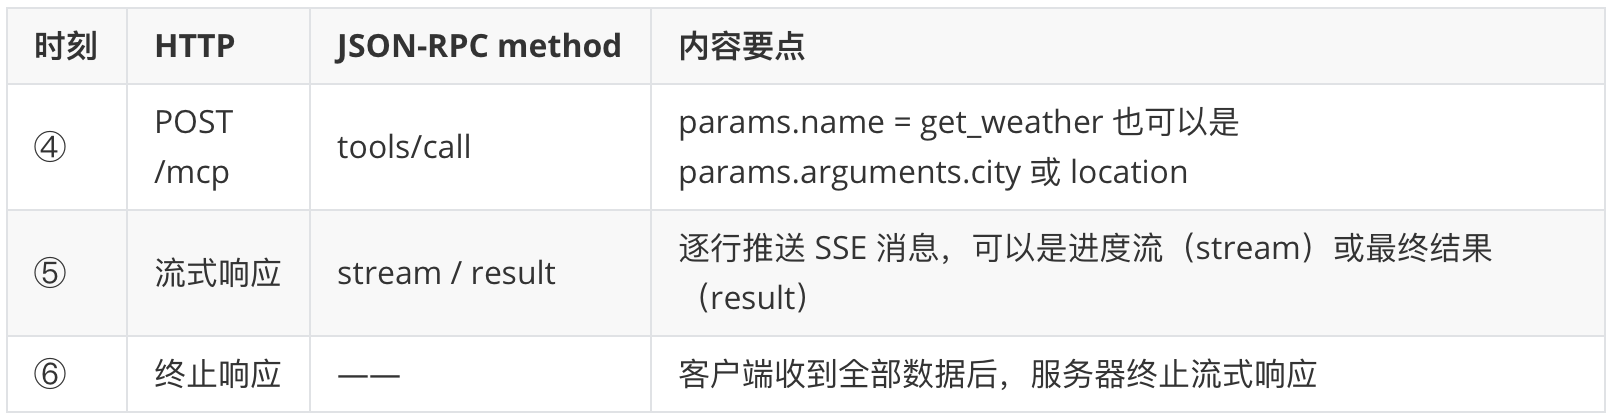 时刻 HTTP JSON-RPC method 内容要点
④ POST /mcp tools/call params.name = get_weather 也可以是
params.arguments.city 或 location
⑤ 流式响应 stream / result 逐行推送 SSE 消息，可以是进度流（stream）或最终结果
（result）
⑥ 终止响应 —— 客户端收到全部数据后，服务器终止流式响应